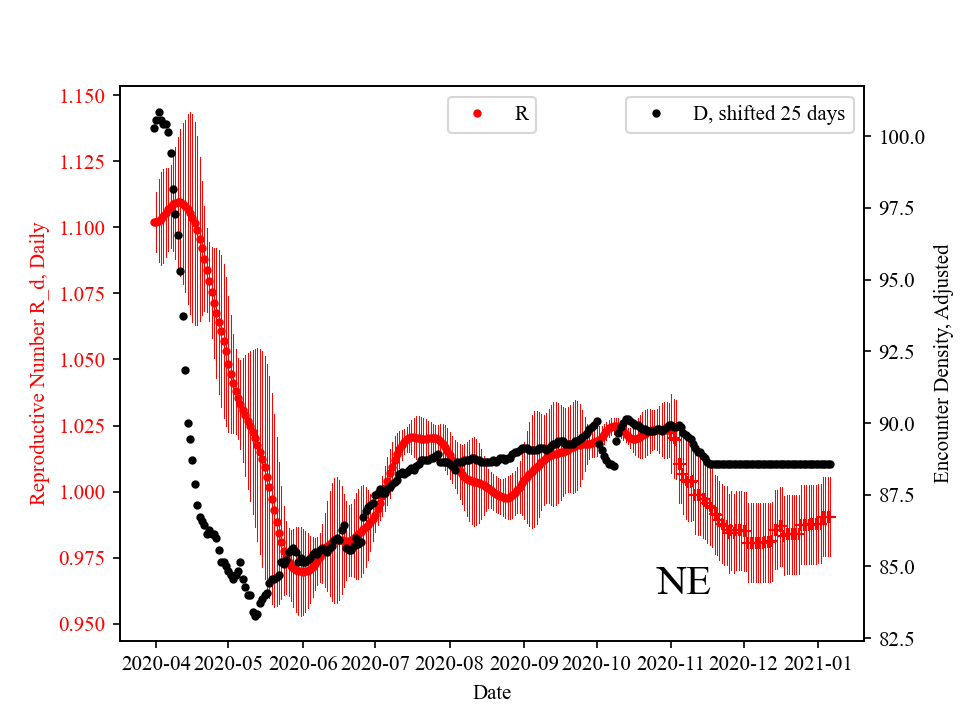 R
D, shifted 25 days
Reproductive Number R_d, Daily
1.150
1.125
1.100
1.075
1.050
1.025
1.000
0.975
0.950
Encounter Density, Adjusted
100.0
97.5
95.0
92.5
90.0
87.5
85.0
82.5
NE
2020-04 2020-05 2020-06 2020-07 2020-08 2020-09 2020-10 2020-11 2020-12 2021-01
Date